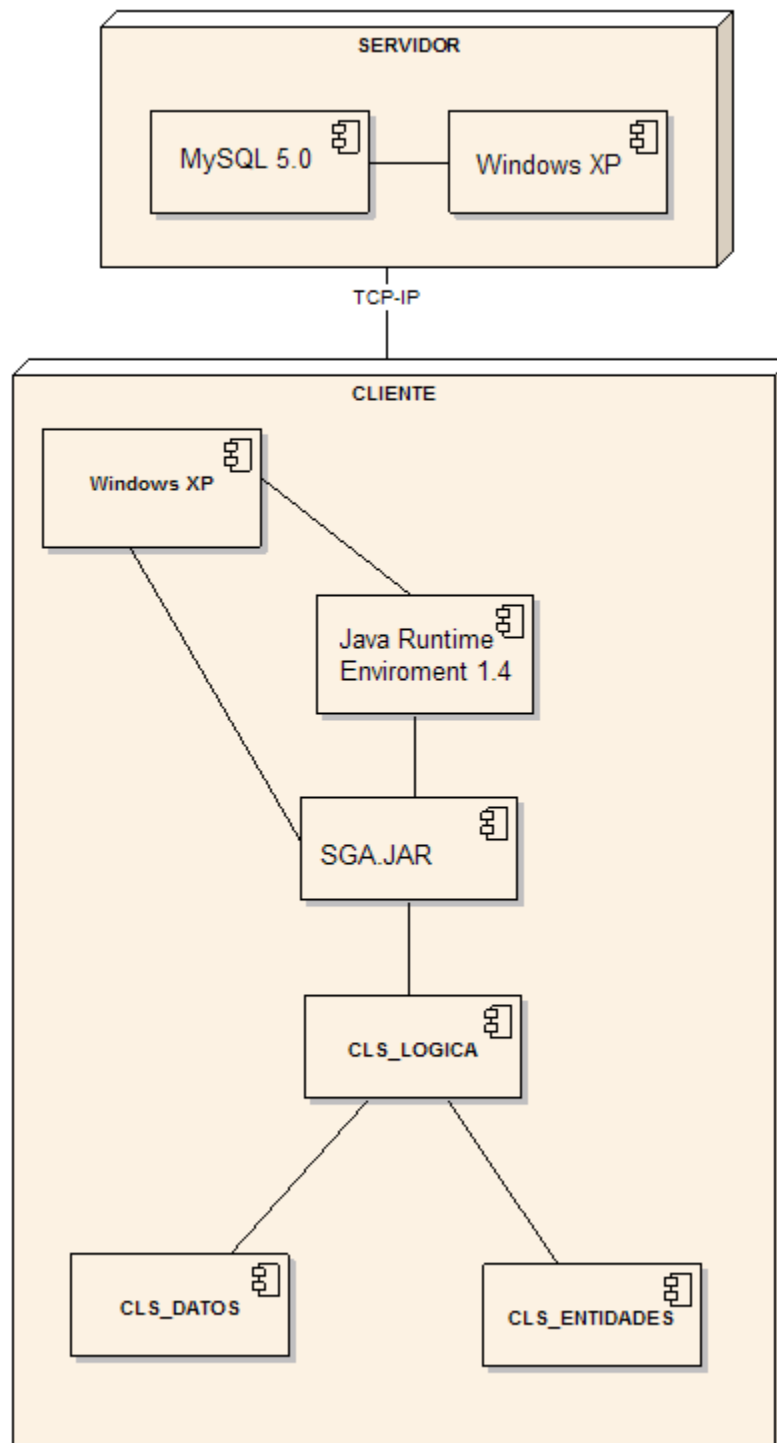 SERVIDOR
MySQL 5.0
Windows XP
TCP-IP
CLIENTE
Windows XP
Java Runtime
Enviroment 1.4
SGA.JAR
CLS_LOGICA
CLS_DATOS
CLS_ENTIDADES